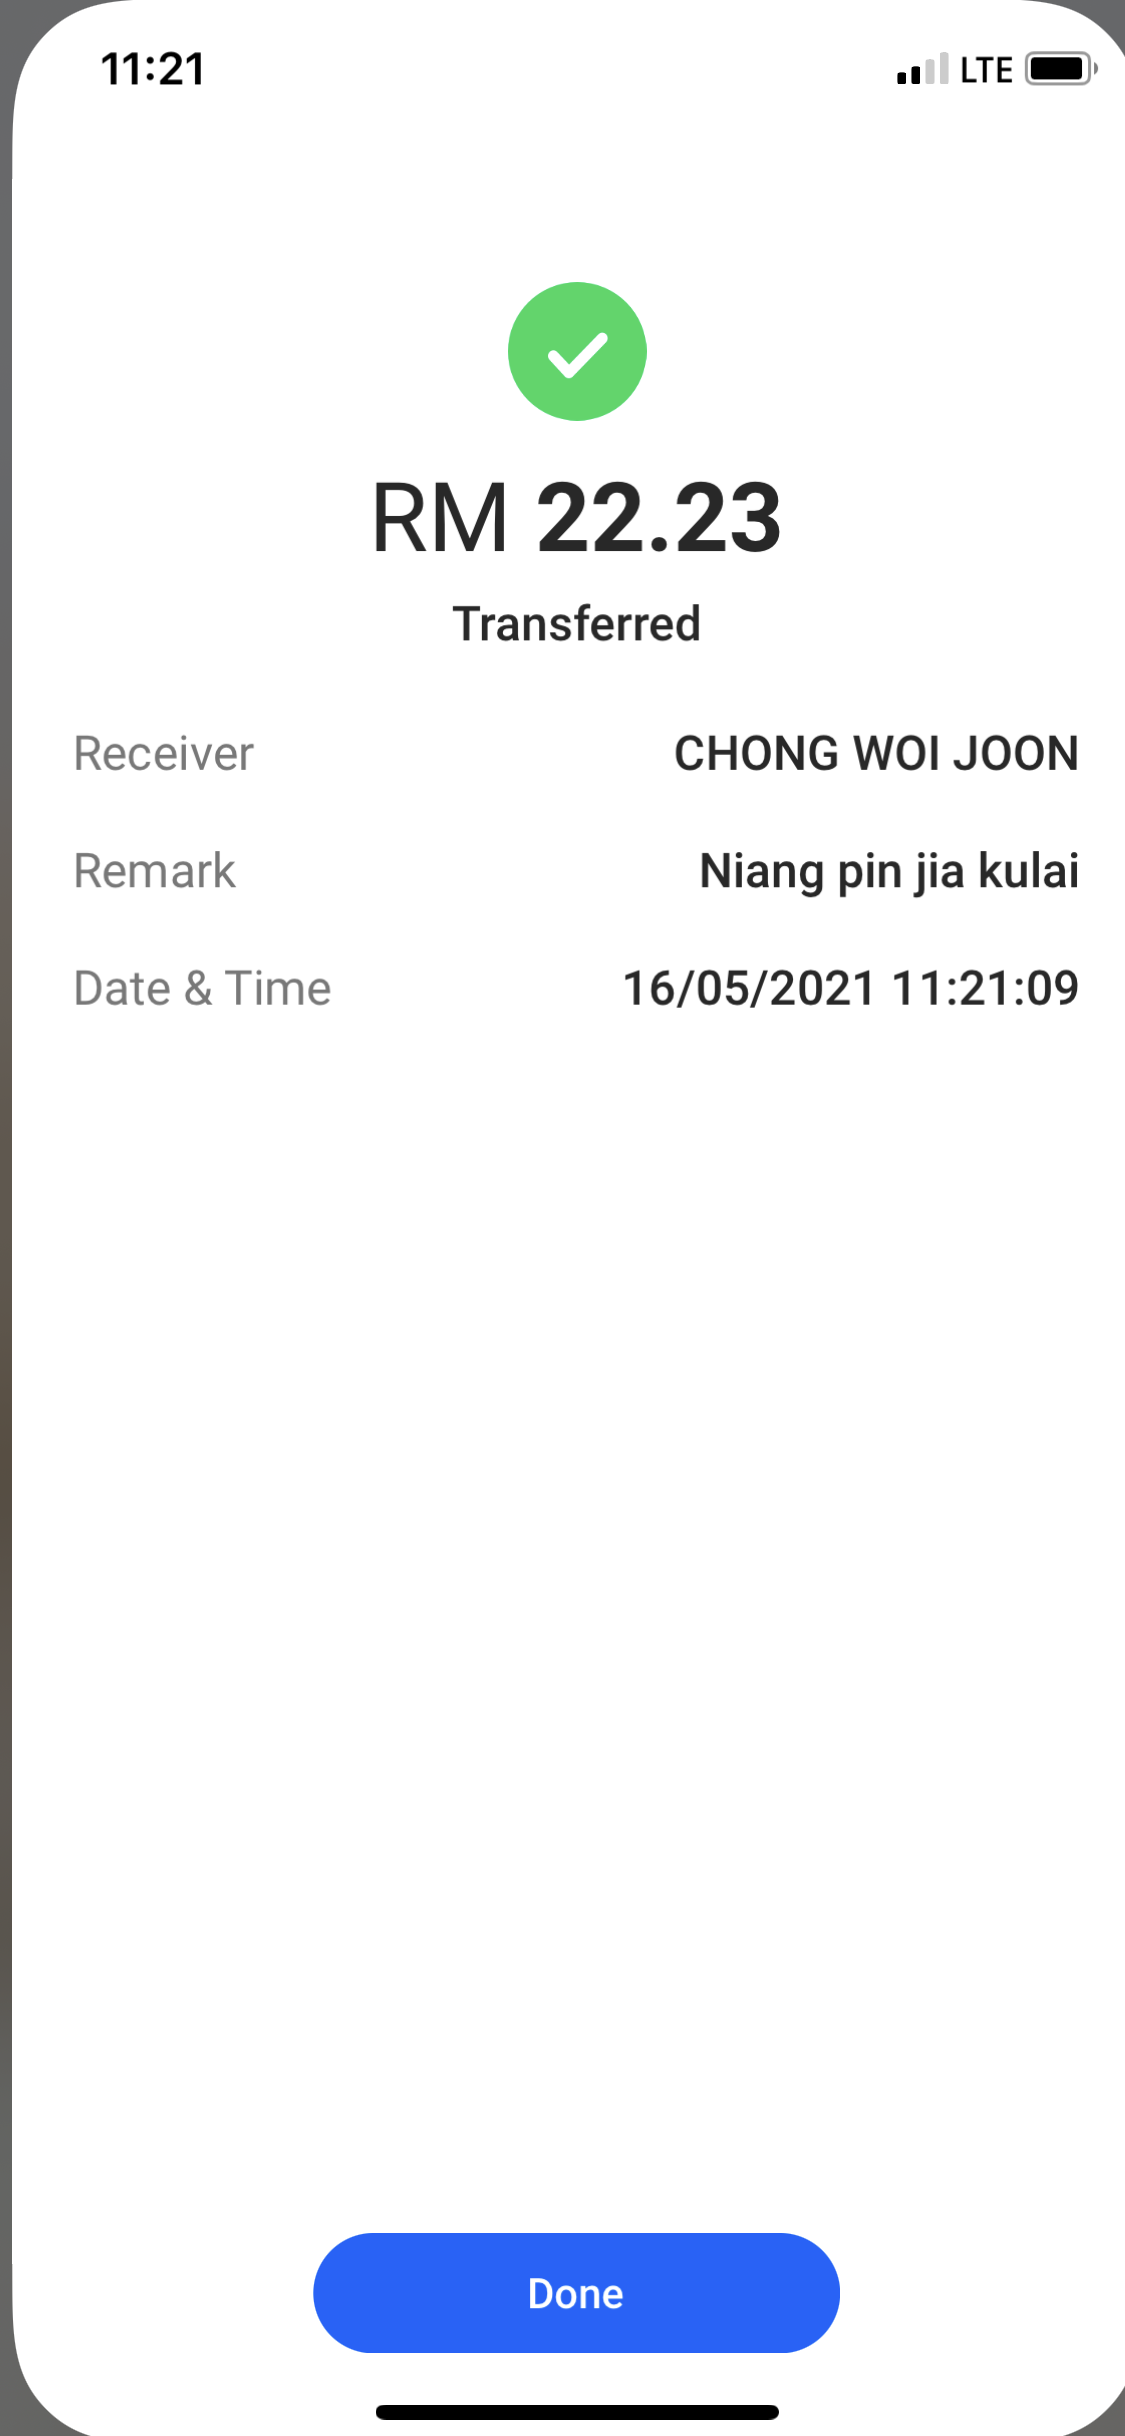 11:21 LTE
RM 22.23
Transferred
Receiver CHONG WOI JOON
Remark Niang pin jia kulai
Date & Time 16/05/2021 11:21:09
Done